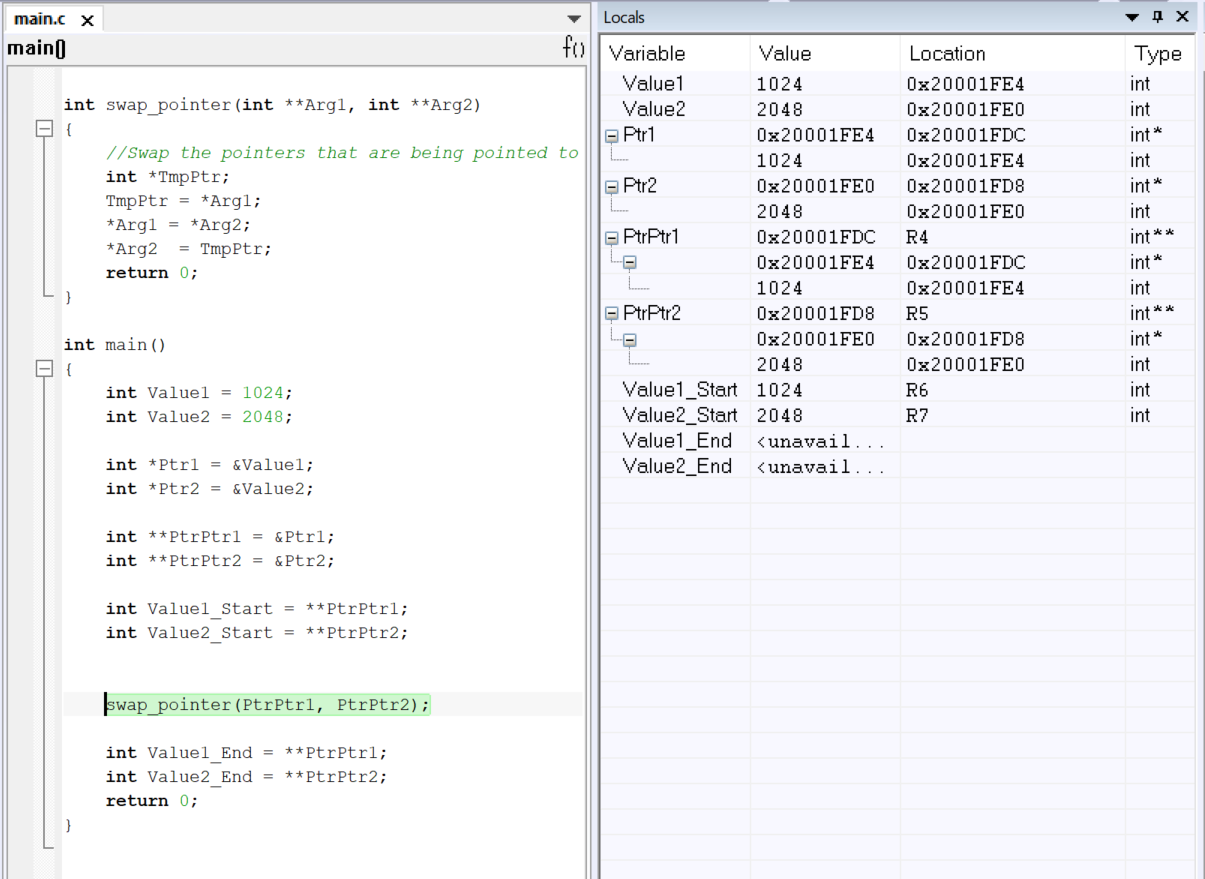 main.c
main()
f()
int swap_pointer(int **Arg1, int **Arg2)
{
//Swap the pointers that are being pointed to
int *TmpPtr;
TmpPtr = *Arg1;
*Arg1 = *Arg2;
*Arg2  = TmpPtr;
return 0;
}
int main()
{
int Value1 = 1024;
int Value2 = 2048;
int *Ptr1 = &Value1;
int *Ptr2 = &Value2;
int **PtrPtr1 = &Ptr1;
int **PtrPtr2 = &Ptr2;
int Value1_Start = **PtrPtr1;
int Value2_Start = **PtrPtr2;
swap_pointer(PtrPtr1, PtrPtr2);
int Value1_End = **PtrPtr1;
int Value2_End = **PtrPtr2;
return 0;
}
Locals
Variable Value Location Type
Value1 1024 0x20001FE4 int
Value2 2048 0x20001FE0 int
Ptr1 0x20001FE4 0x20001FDC int*
1024 0x20001FE4 int
Ptr2 0x20001FE0 0x20001FD8 int*
2048 0x20001FE0 int
PtrPtr1 0x20001FDC R4 int**
0x20001FE4 0x20001FDC int*
1024 0x20001FE4 int
PtrPtr2 0x20001FD8 R5 int**
0x20001FE0 0x20001FD8 int*
2048 0x20001FE0 int
Value1_Start 1024 R6 int
Value2_Start 2048 R7 int
Value1_End <unavail...
Value2_End <unavail...